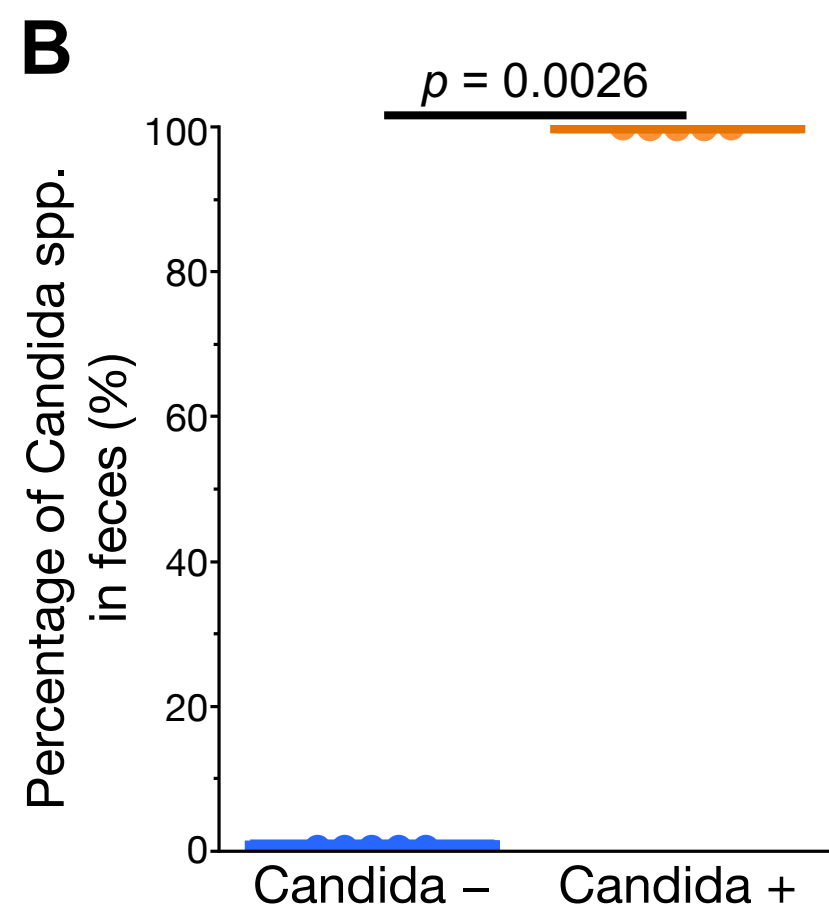 B
p = 0.0026
Percentage of Candida spp.
in feces (%)
100
80
60
40
20
0
Candida –
Candida +